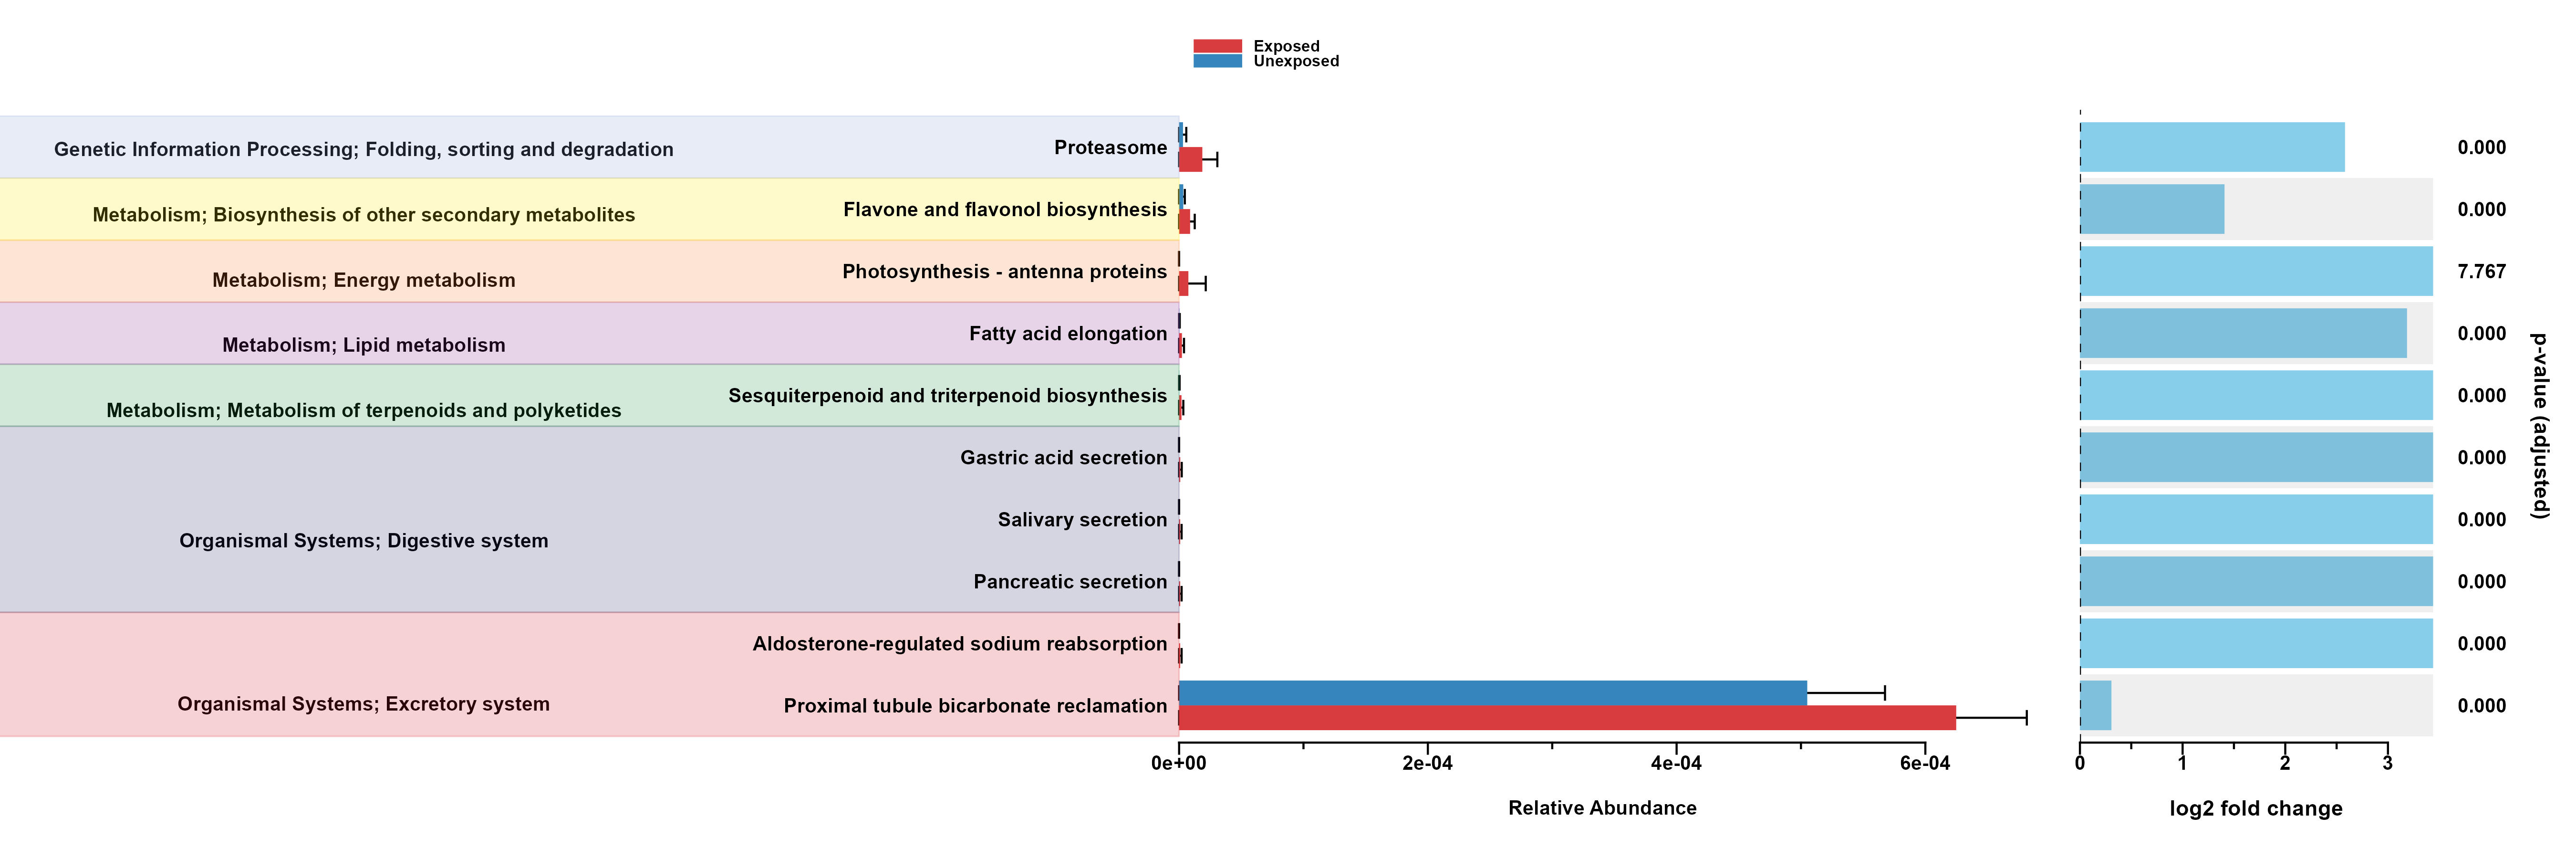 Exposed
Unexposed
Genetic Information Processing; Folding, sorting and degradation
Proteasome
0.000
Metabolism; Biosynthesis of other secondary metabolites
Flavone and flavonol biosynthesis
0.000
Metabolism; Energy metabolism
Photosynthesis - antenna proteins
7.767
Metabolism; Lipid metabolism
Fatty acid elongation
0.000
Metabolism; Metabolism of terpenoids and polyketides
Sesquiterpenoid and triterpenoid biosynthesis
0.000
Organismal Systems; Digestive system
Gastric acid secretion
0.000
Salivary secretion
0.000
Pancreatic secretion
0.000
Organismal Systems; Excretory system
Aldosterone-regulated sodium reabsorption
0.000
Proximal tubule bicarbonate reclamation
0.000
p-value (adjusted)
0e+00 2e-04 4e-04 6e-04
Relative Abundance
0 1 2 3
log2 fold change